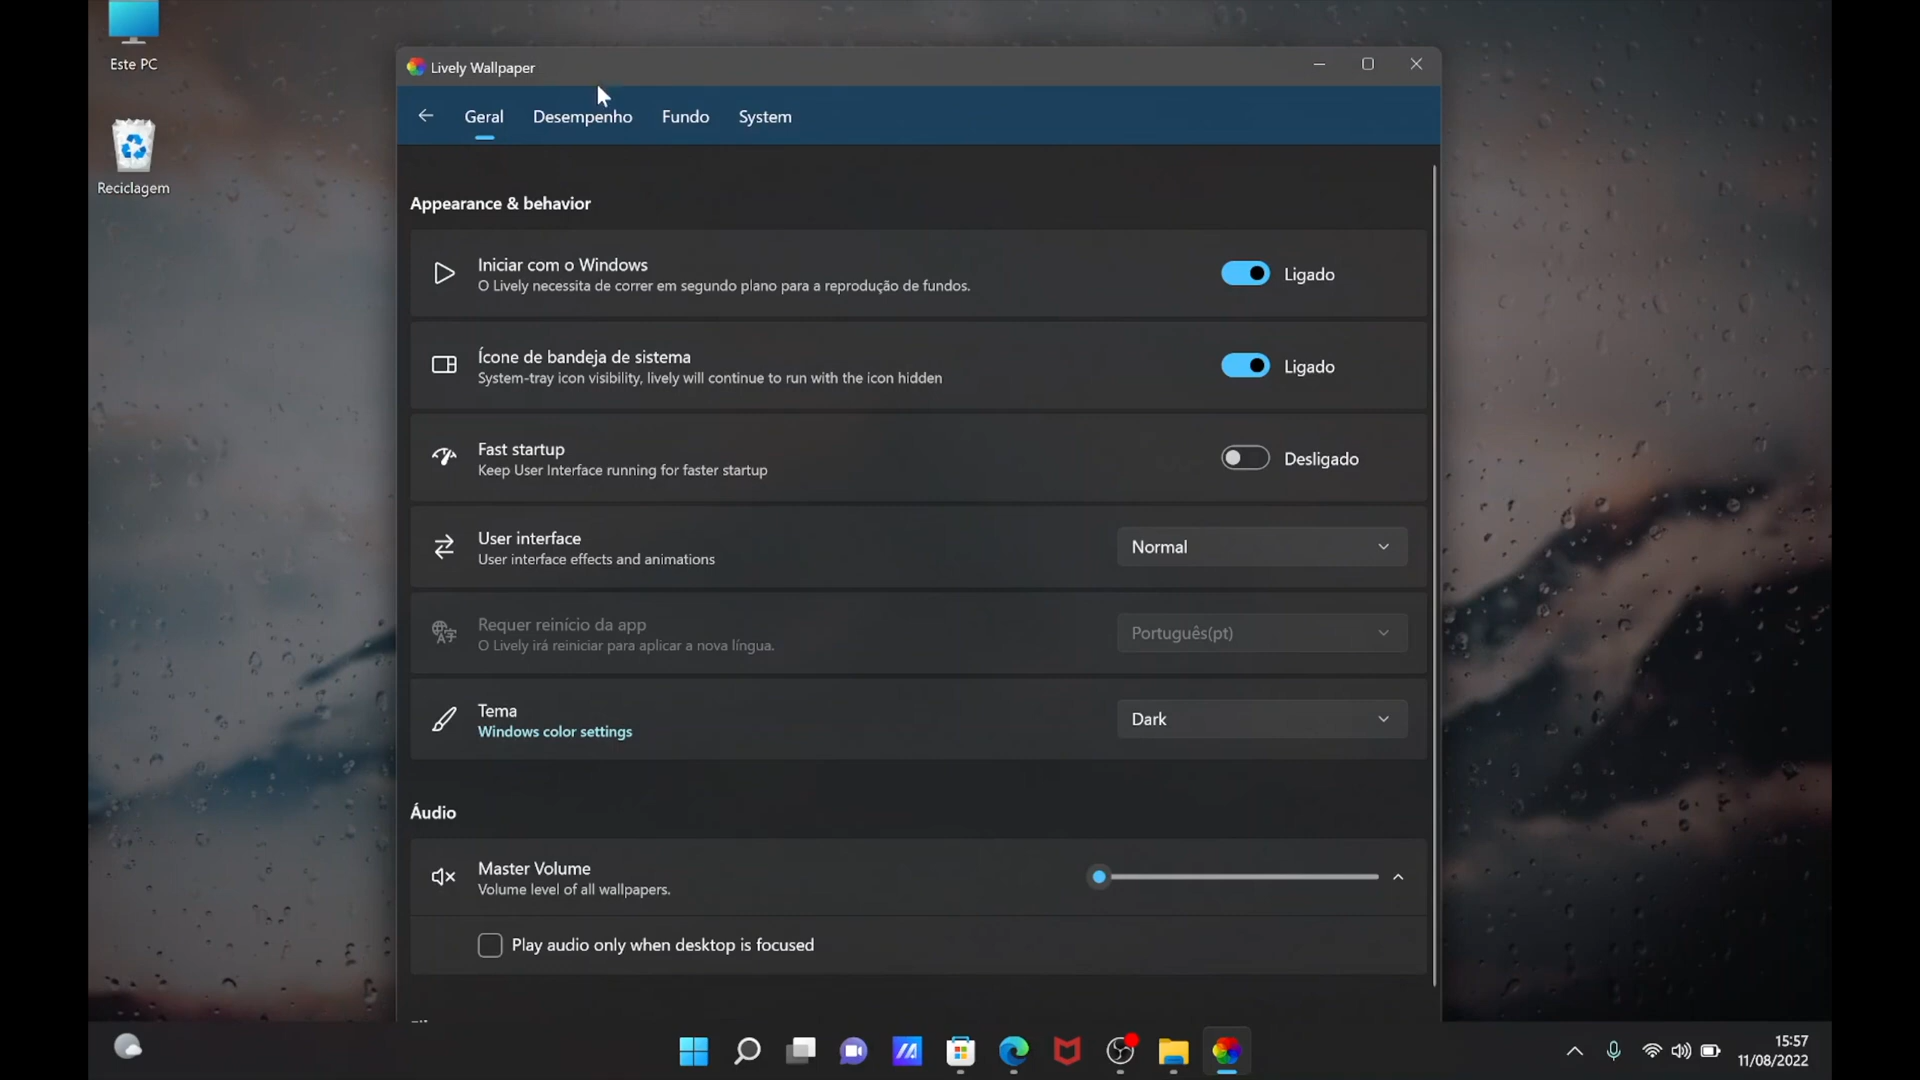 Este PC
Reciclagem
Lively Wallpaper
Geral
Desempenho
Fundo
System
Appearance & behavior
Iniciar com o Windows
O Lively necessita de correr em segundo plano para a reprodução de fundos.
Ligado
Ícone de bandeja de sistema
System-tray icon visibility, lively will continue to run with the icon hidden
Ligado
Fast startup
Keep User Interface running for faster startup
Desligado
User interface
User interface effects and animations
Normal
Requer reinício da app
O Lively irá reiniciar para aplicar a nova língua.
Português(pt)
Tema
Windows color settings
Dark
Áudio
Master Volume
Volume level of all wallpapers.
Play audio only when desktop is focused
15:57
11/08/2022